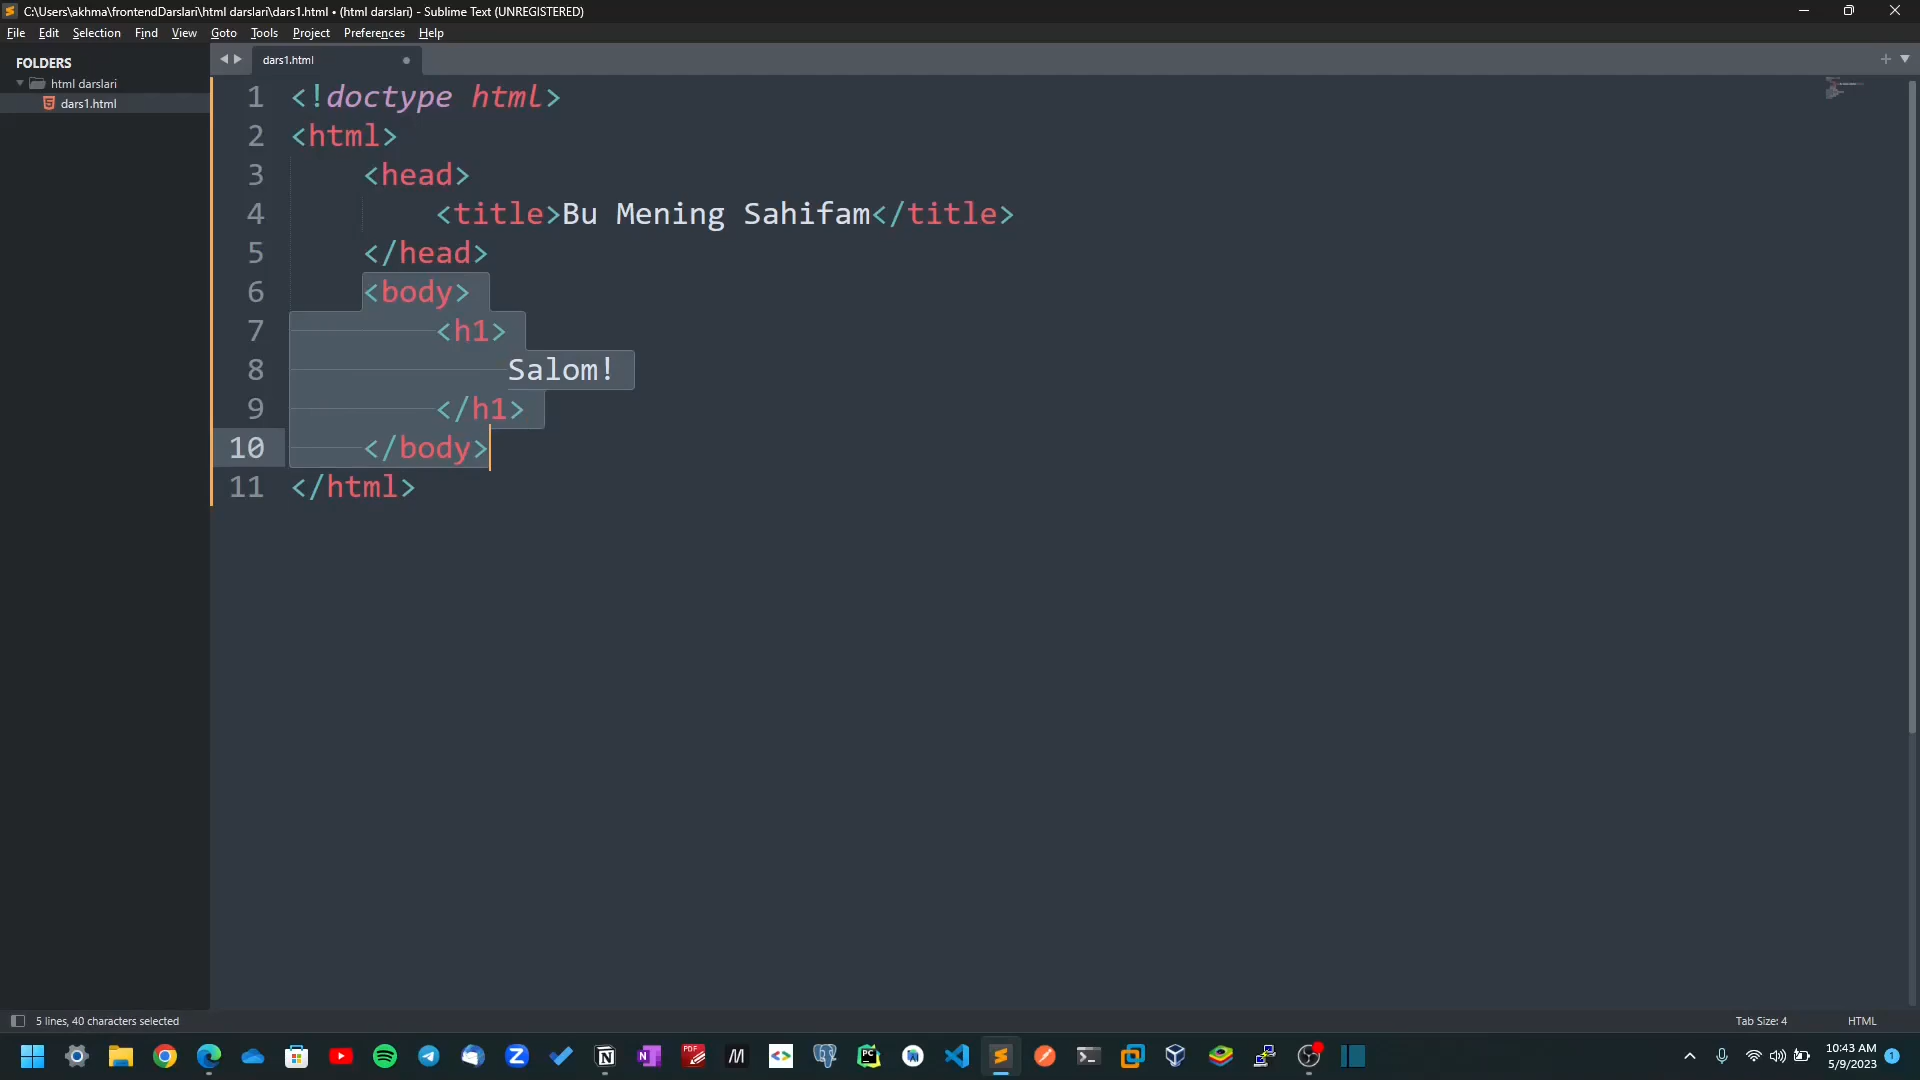 C:\Users\akhma\frontendDarslari\html darslari\dars1.html • (html darslari) - Sublime Text (UNREGISTERED)
File Edit Selection Find View Goto Tools Project Preferences Help
FOLDERS
html darslari
dars1.html
dars1.html
1 <!doctype html>
2 <html>
3 <head>
4 <title>Bu Mening Sahifam</title>
5 </head>
6 <body>
7 <h1>
8 Salom!
9 </h1>
10 </body>
11 </html>
5 lines, 40 characters selected
Tab Size: 4
HTML
10:43 AM
5/9/2023
1